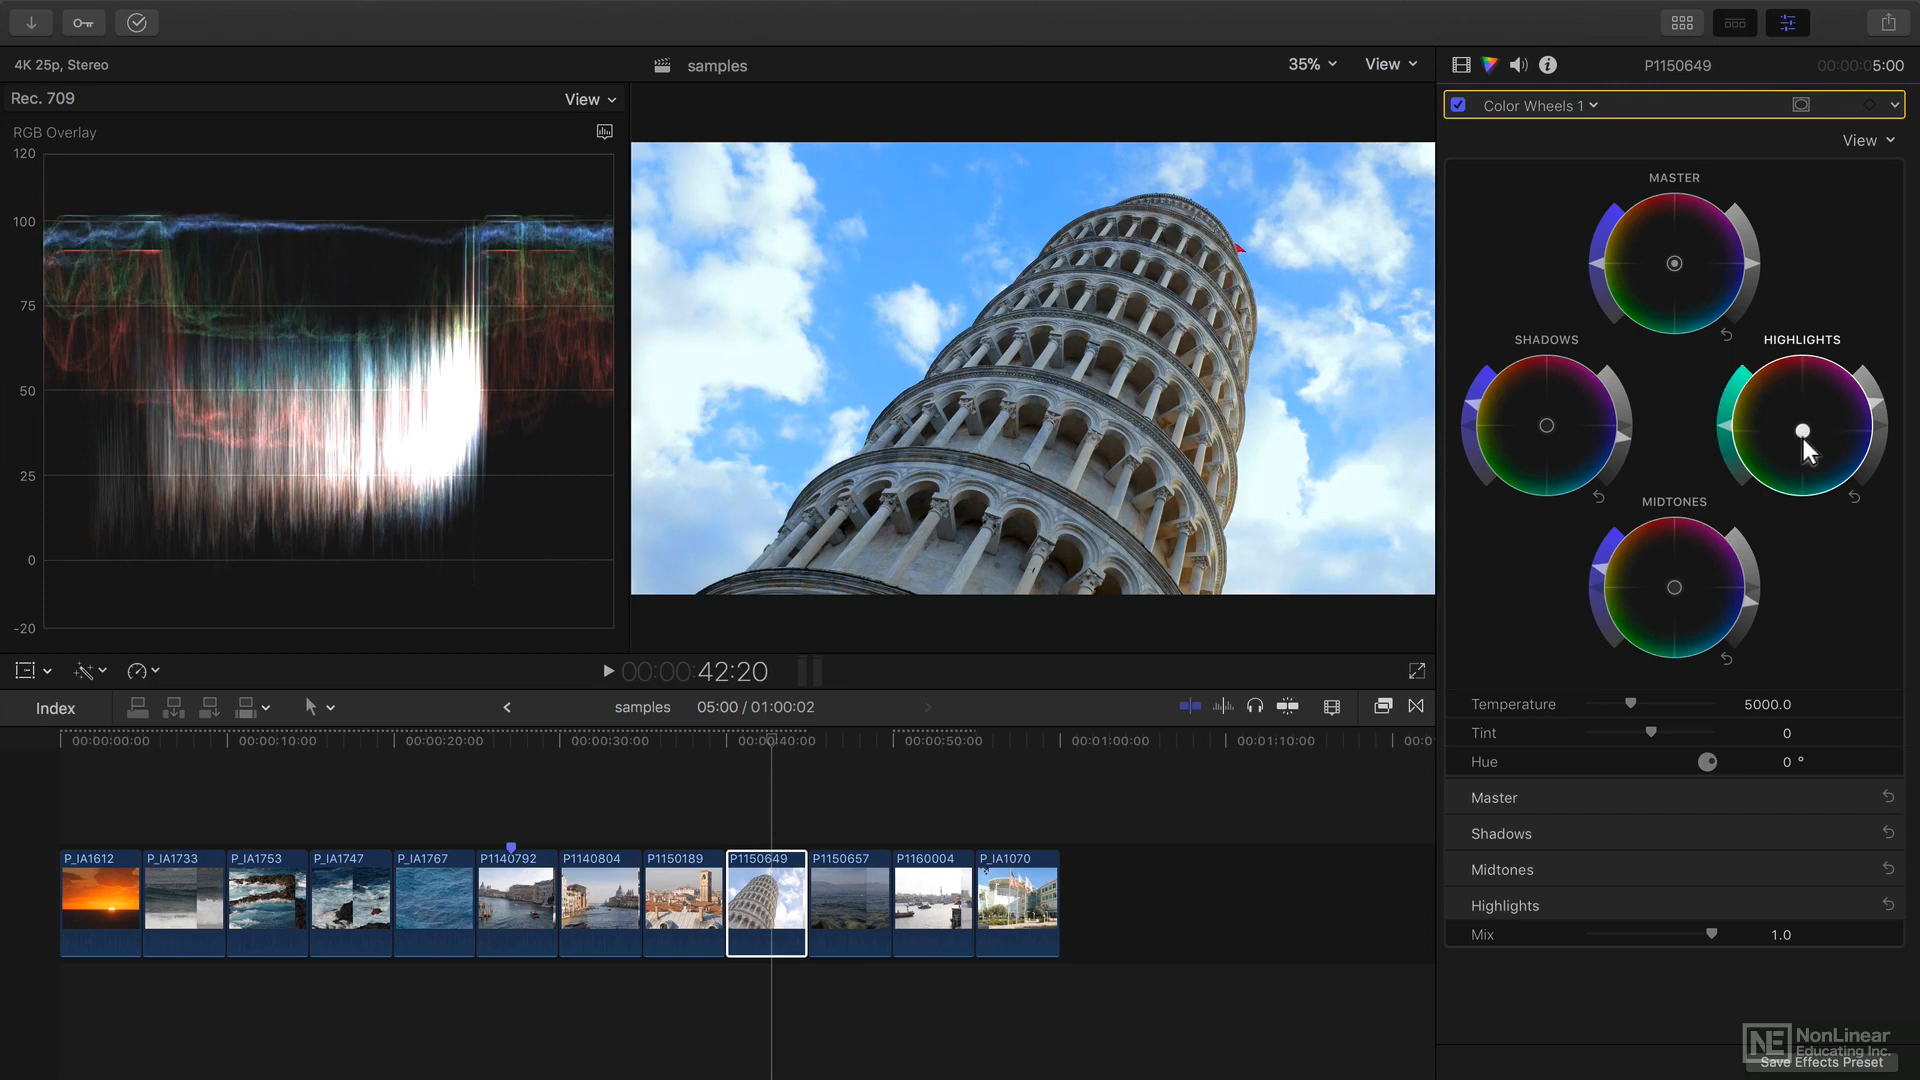 4K 25p, Stereo
samples
35%
View
P1150649
00:00:05:00
Rec. 709
View
Color Wheels 1
RGB Overlay
View
120
100
75
50
25
0
-20
MASTER
SHADOWS
HIGHLIGHTS
MIDTONES
Temperature 5000.0
Tint 0
Hue 0 °
Master
Shadows
Midtones
Highlights
Mix 1.0
00:00:00:42:20
Index
samples
05:00 / 01:00:02
00:00:00:00
00:00:10:00
00:00:20:00
00:00:30:00
00:00:40:00
00:00:50:00
00:01:00:00
00:01:10:00
00:0
P_IA1612
P_IA1733
P_IA1753
P_IA1747
P_IA1767
P1140792
P1140804
P1150189
P1150649
P1150657
P1160004
P_IA1070
NE NonLinear
Educating Inc.
Save Effects Preset